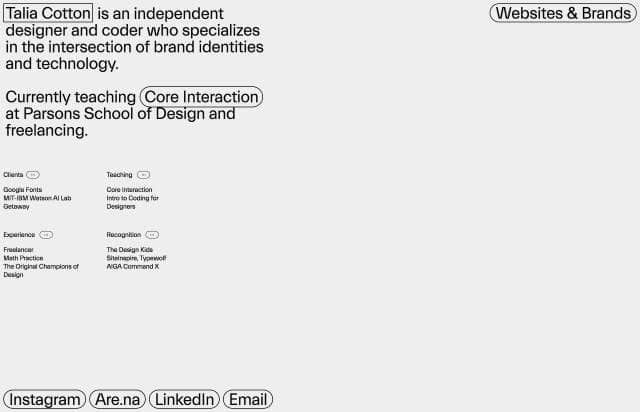 Talia Cotton is an independent
designer and coder who specializes
in the intersection of brand identities
and technology.
Websites & Brands
Currently teaching Core Interaction
at Parsons School of Design and
freelancing.
Clients
Google Fonts
MIT-IBM Watson AI Lab
Getaway
Teaching
Core Interaction
Intro to Coding for
Designers
Experience
Freelancer
Math Practice
The Original Champions of
Design
Recognition
The Design Kids
SiteInspire, Typewolf
AIGA Command X
Instagram Are.na LinkedIn Email